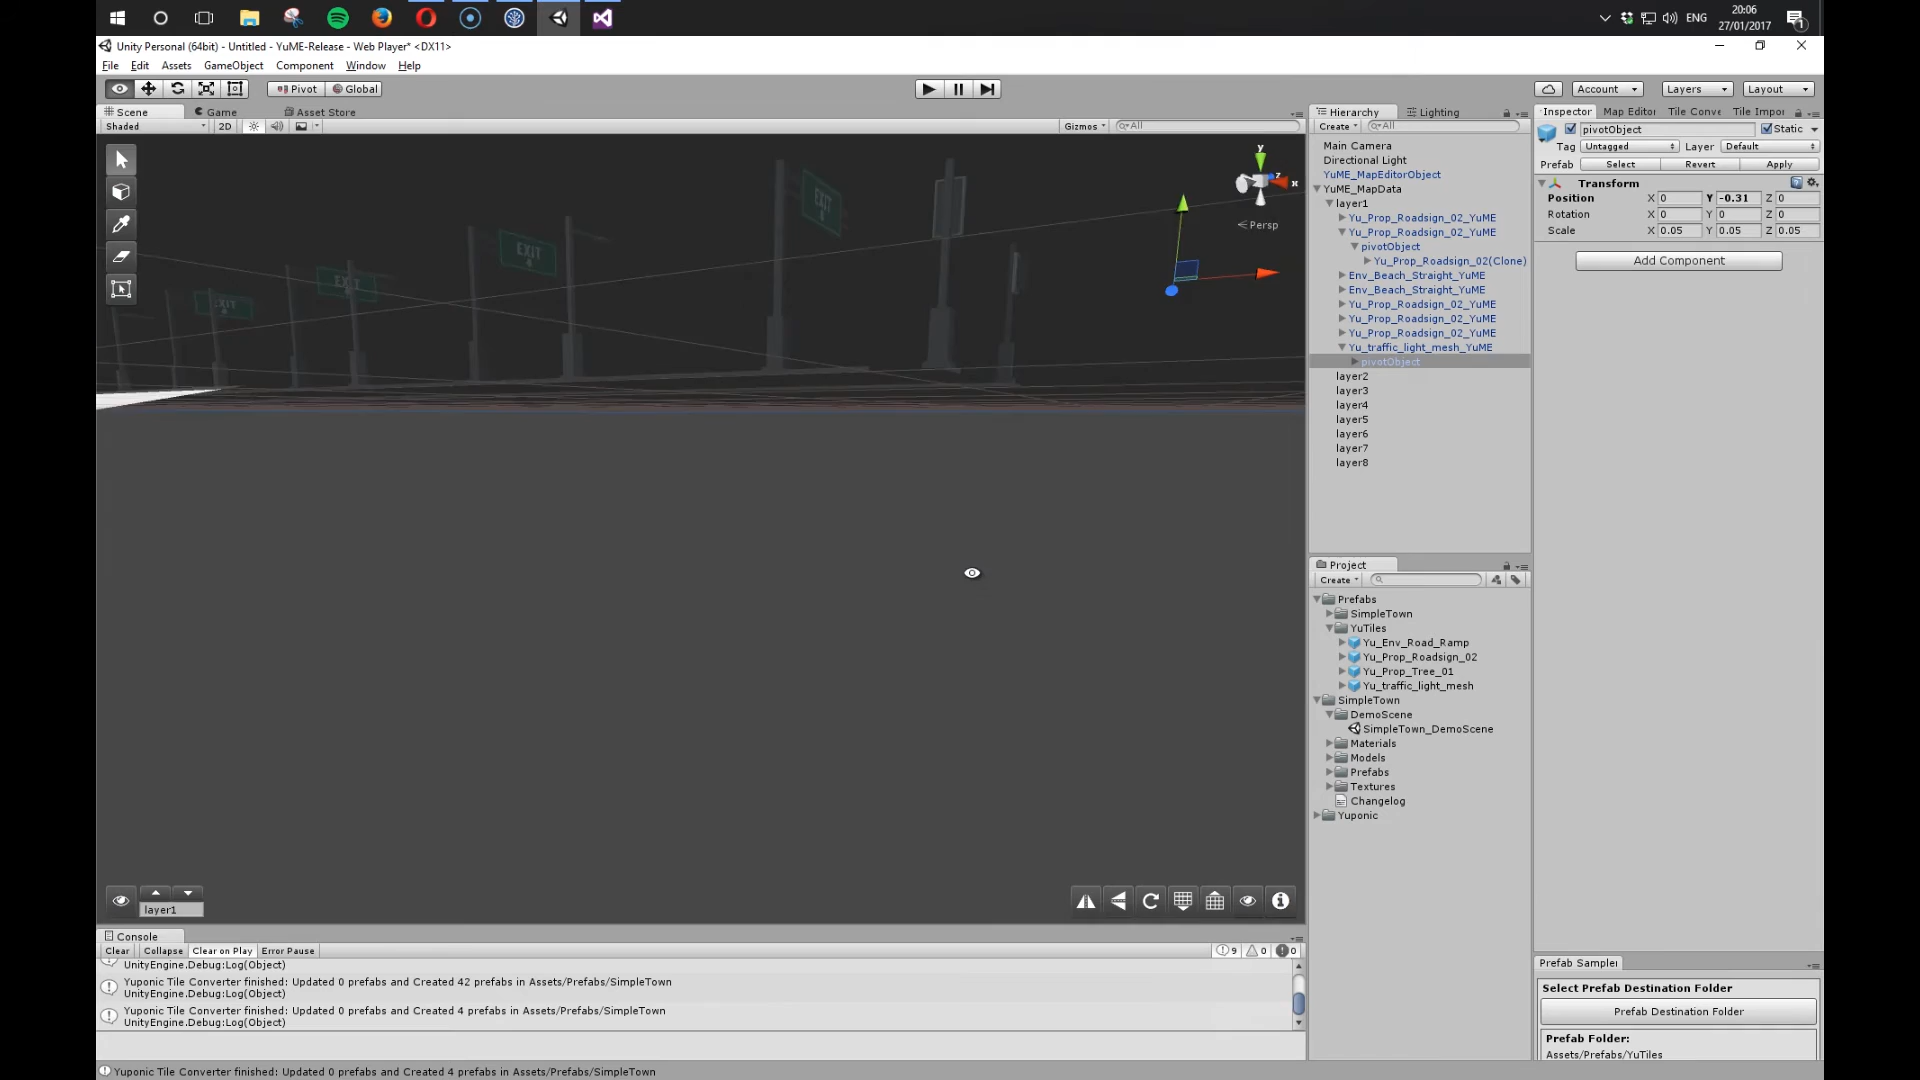 ENG
20:06
27/01/2017
1
Unity Personal (64bit) - Untitled - YuME-Release - Web Player* <DX11>
File Edit Assets GameObject Component Window Help
Pivot Global
Account Layers Layout
Scene Game Asset Store
Shaded 2D Gizmos All
EXIT
EXIT
EXIT
EXIT
y
x
z
Persp
layer1
Hierarchy Lighting
Create All
Main Camera
Directional Light
YuME_MapEditorObject
YuME_MapData
layer1
Yu_Prop_Roadsign_02_YuME
Yu_Prop_Roadsign_02_YuME
pivotObject
Yu_Prop_Roadsign_02(Clone)
Env_Beach_Straight_YuME
Env_Beach_Straight_YuME
Yu_Prop_Roadsign_02_YuME
Yu_Prop_Roadsign_02_YuME
Yu_Prop_Roadsign_02_YuME
Yu_traffic_light_mesh_YuME
pivotObject
layer2
layer3
layer4
layer5
layer6
layer7
layer8
Project
Create
Prefabs
SimpleTown
YuTiles
Yu_Env_Road_Ramp
Yu_Prop_Roadsign_02
Yu_Prop_Tree_01
Yu_traffic_light_mesh
SimpleTown
DemoScene
SimpleTown_DemoScene
Materials
Models
Prefabs
Textures
Changelog
Yuponic
Inspector Map Editor Tile Conve Tile Impor
pivotObject Static
Tag Untagged Layer Default
Prefab Select Revert Apply
Transform
Position X 0 Y -0.31 Z 0
Rotation X 0 Y 0 Z 0
Scale X 0.05 Y 0.05 Z 0.05
Add Component
Prefab Sampler
Select Prefab Destination Folder
Prefab Destination Folder
Prefab Folder:
Assets/Prefabs/YuTiles
Console
Clear Collapse Clear on Play Error Pause 9 0 0
UnityEngine.Debug:Log(Object)
Yuponic Tile Converter finished: Updated 0 prefabs and Created 42 prefabs in Assets/Prefabs/SimpleTown
UnityEngine.Debug:Log(Object)
Yuponic Tile Converter finished: Updated 0 prefabs and Created 4 prefabs in Assets/Prefabs/SimpleTown
UnityEngine.Debug:Log(Object)
Yuponic Tile Converter finished: Updated 0 prefabs and Created 4 prefabs in Assets/Prefabs/SimpleTown